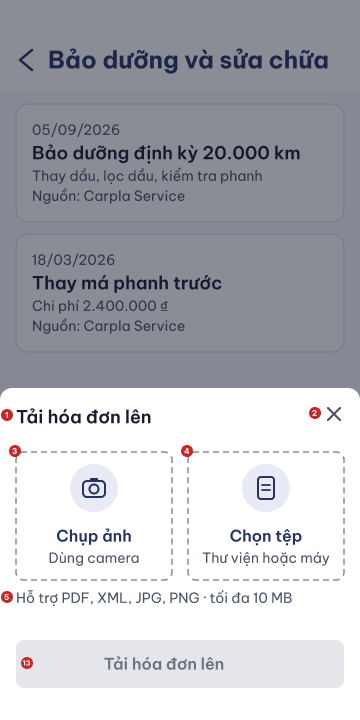 Bảo dưỡng và sửa chữa
05/09/2026
Bảo dưỡng định kỳ 20.000 km
Thay dầu, lọc dầu, kiểm tra phanh
Nguồn: Carpla Service
18/03/2026
Thay má phanh trước
Chi phí 2.400.000 ₫
Nguồn: Carpla Service
1 Tải hóa đơn lên 2
3 4
Chụp ảnh Chọn tệp
Dùng camera Thư viện hoặc máy
5 Hỗ trợ PDF, XML, JPG, PNG · tối đa 10 MB
13 Tải hóa đơn lên